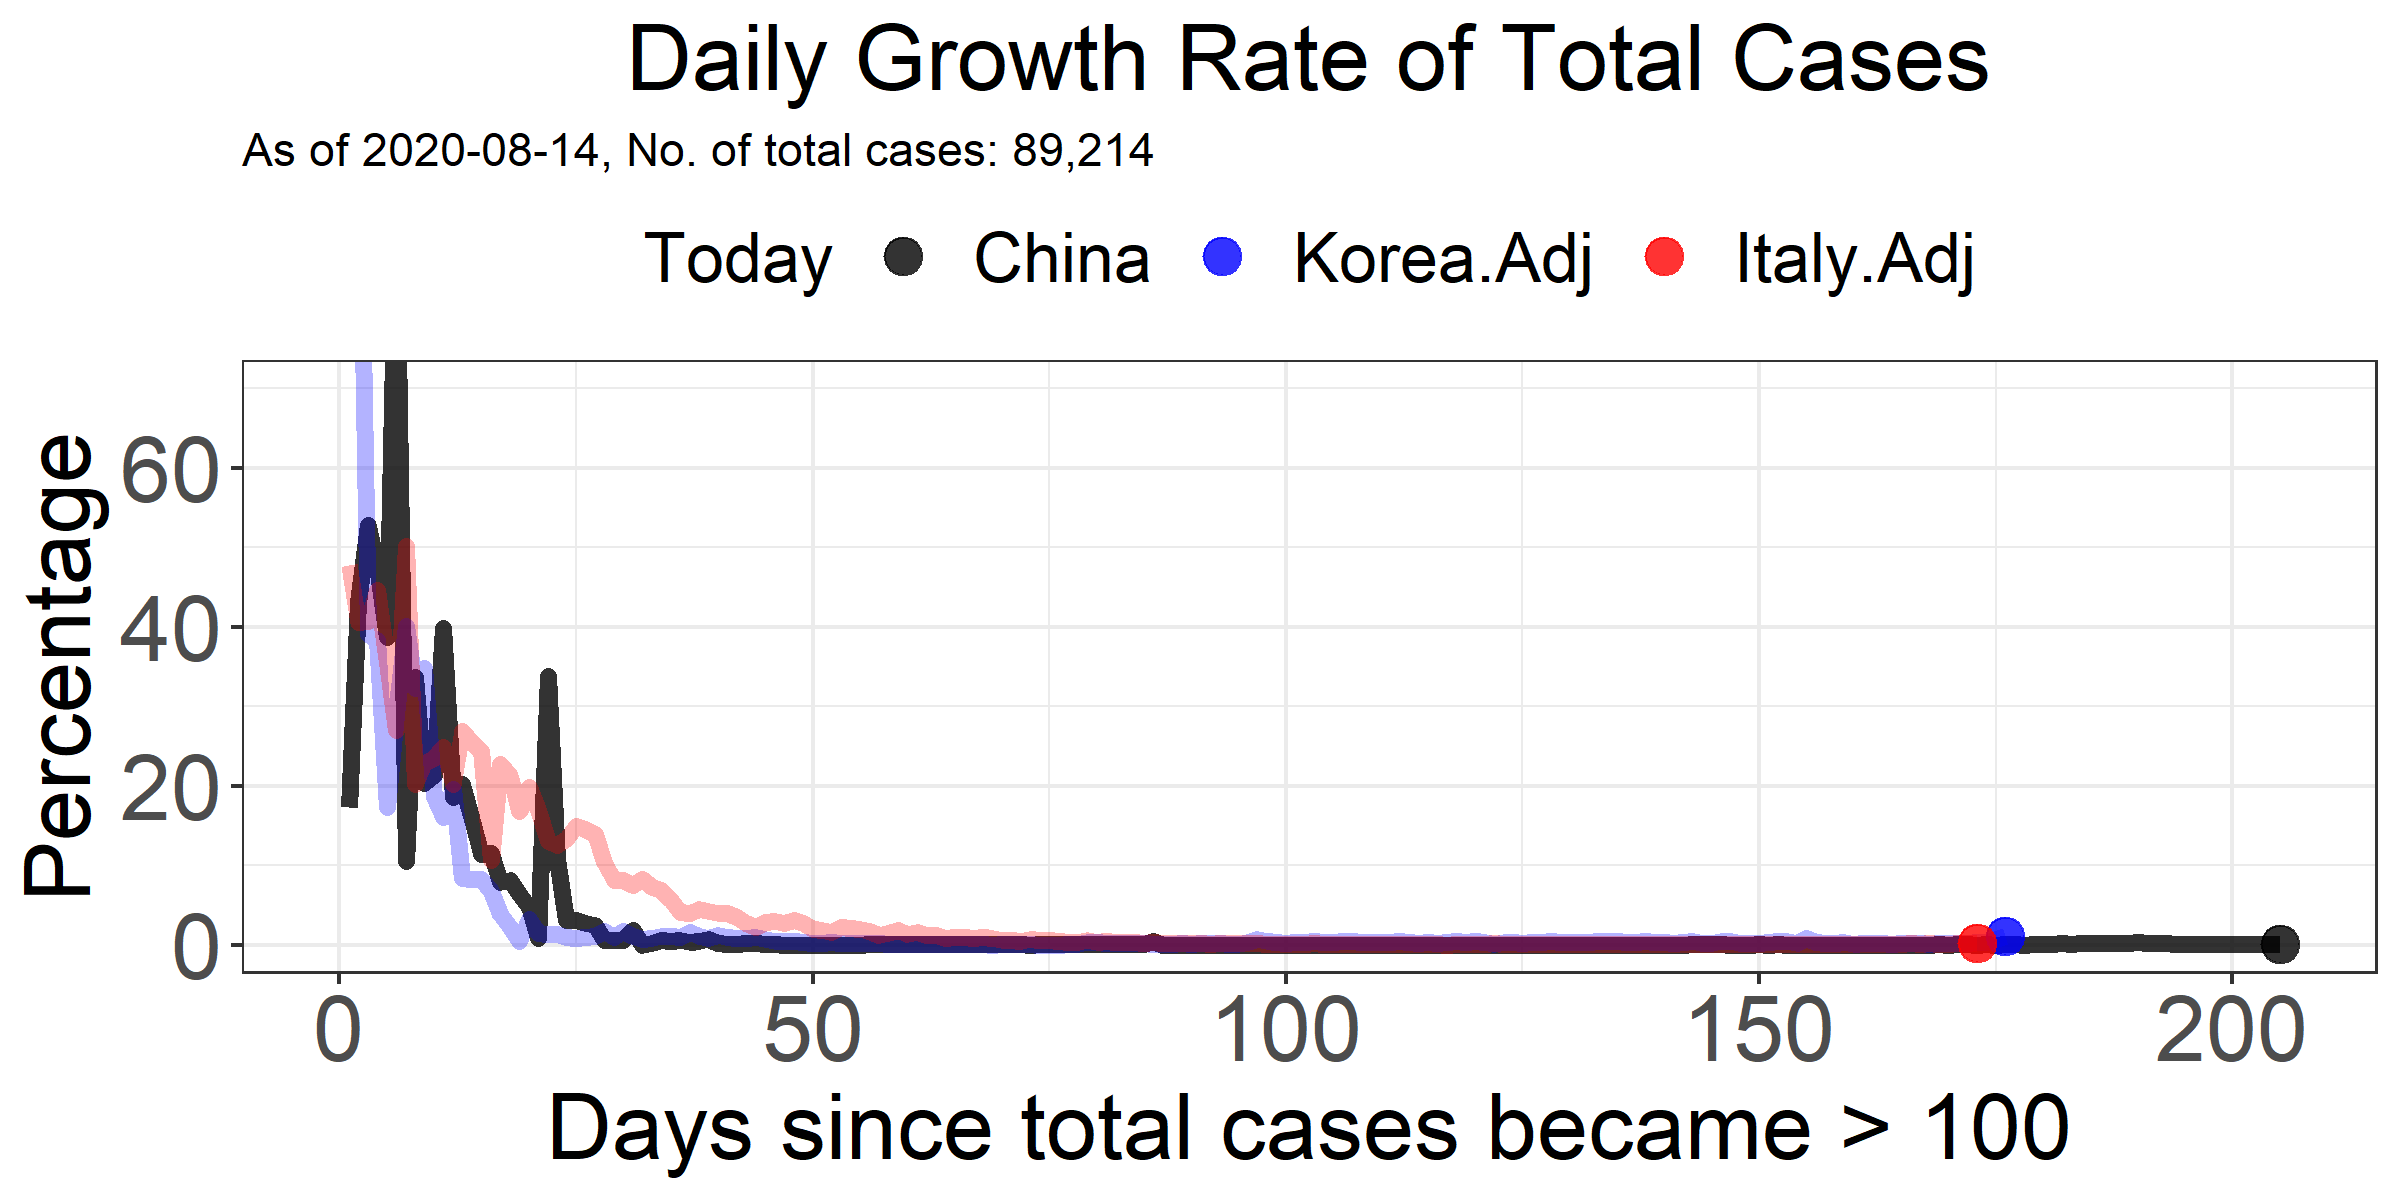 Daily Growth Rate of Total Cases
As of 2020-08-14, No. of total cases: 89,214
Today China Korea.Adj Italy.Adj
Percentage
60
40
20
0
0 50 100 150 200
Days since total cases became > 100